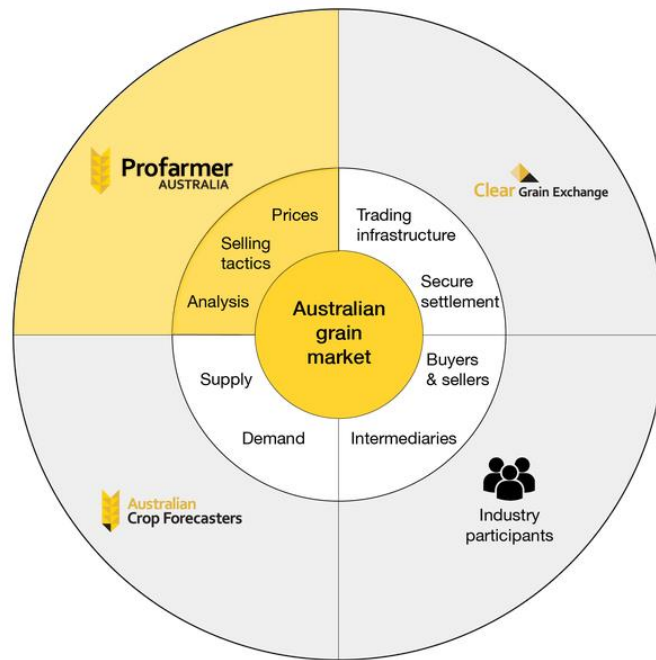 Profarmer
AUSTRALIA
Prices
Selling
tactics
Analysis
Clear Grain Exchange
Trading
infrastructure
Secure
settlement
Australian
grain
market
Supply
Demand
Australian
Crop Forecasters
Buyers
& sellers
Intermediaries
Industry
participants